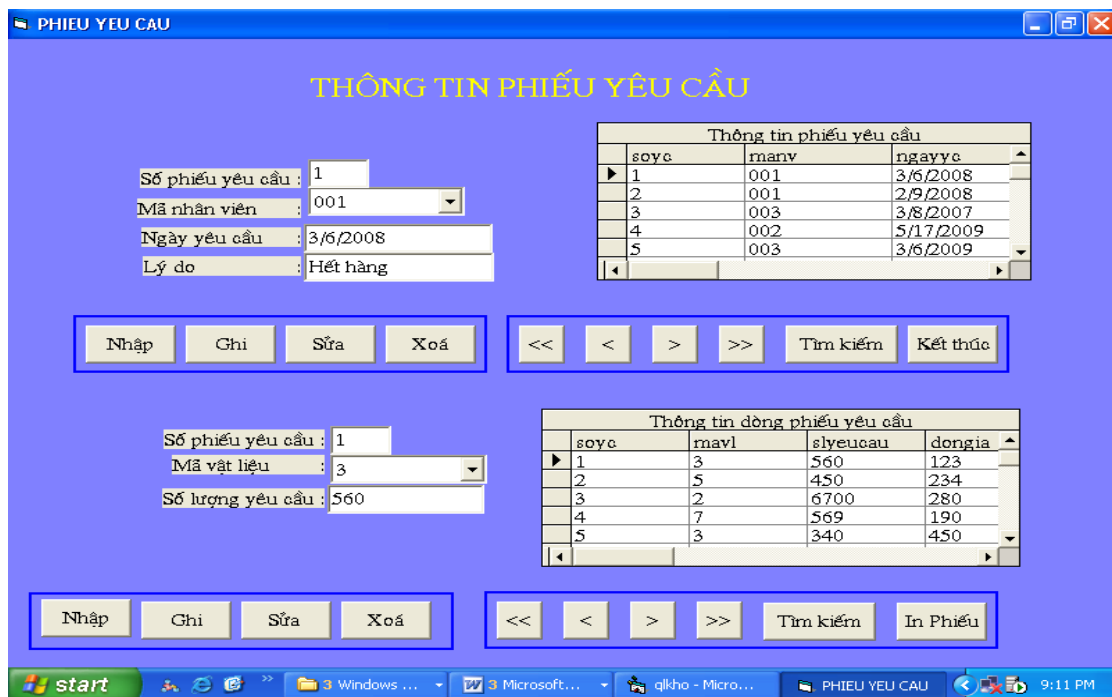 PHIEU YEU CAU
THÔNG TIN PHIẾU YÊU CẦU
Số phiếu yêu cầu : 1
Mã nhân viên : 001
Ngày yêu cầu : 3/6/2008
Lý do : Hết hàng
Thông tin phiếu yêu cầu
soyc manv ngayyc
1 001 3/6/2008
2 001 2/9/2008
3 003 3/8/2007
4 002 5/17/2009
5 003 3/6/2009
Nhập Ghi Sửa Xoá << < > >> Tìm kiếm Kết thúc
Số phiếu yêu cầu : 1
Mã vật liệu : 3
Số lượng yêu cầu : 560
Thông tin dòng phiếu yêu cầu
soyc mavl slyeucau dongia
1 3 560 123
2 5 450 234
3 2 6700 280
4 7 569 190
5 3 340 450
Nhập Ghi Sửa Xoá << < > >> Tìm kiếm In Phiếu
start 3 Windows ... 3 Microsoft... qlkho - Micro... PHIEU YEU CAU 9:11 PM